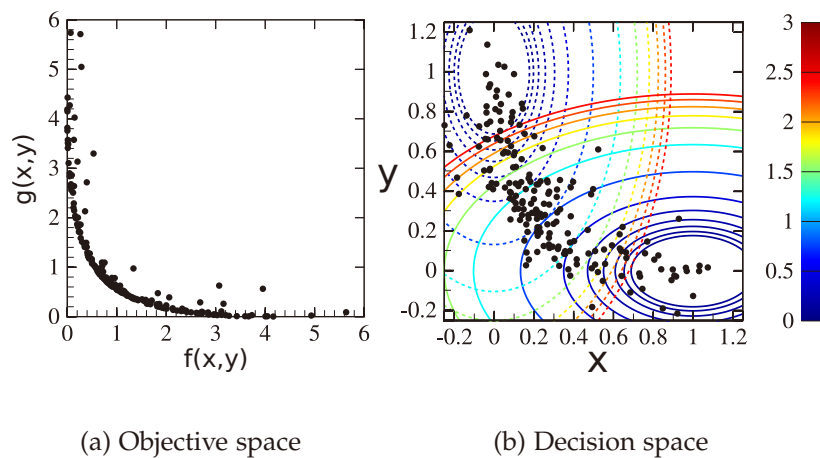 6
5
4
3
2
1
0
0 1 2 3 4 5 6
g(x,y)
f(x,y)
1.2
1
0.8
0.6
0.4
0.2
0
-0.2
-0.2 0 0.2 0.4 0.6 0.8 1 1.2
y
x
3
2.5
2
1.5
1
0.5
0
(a) Objective space
(b) Decision space